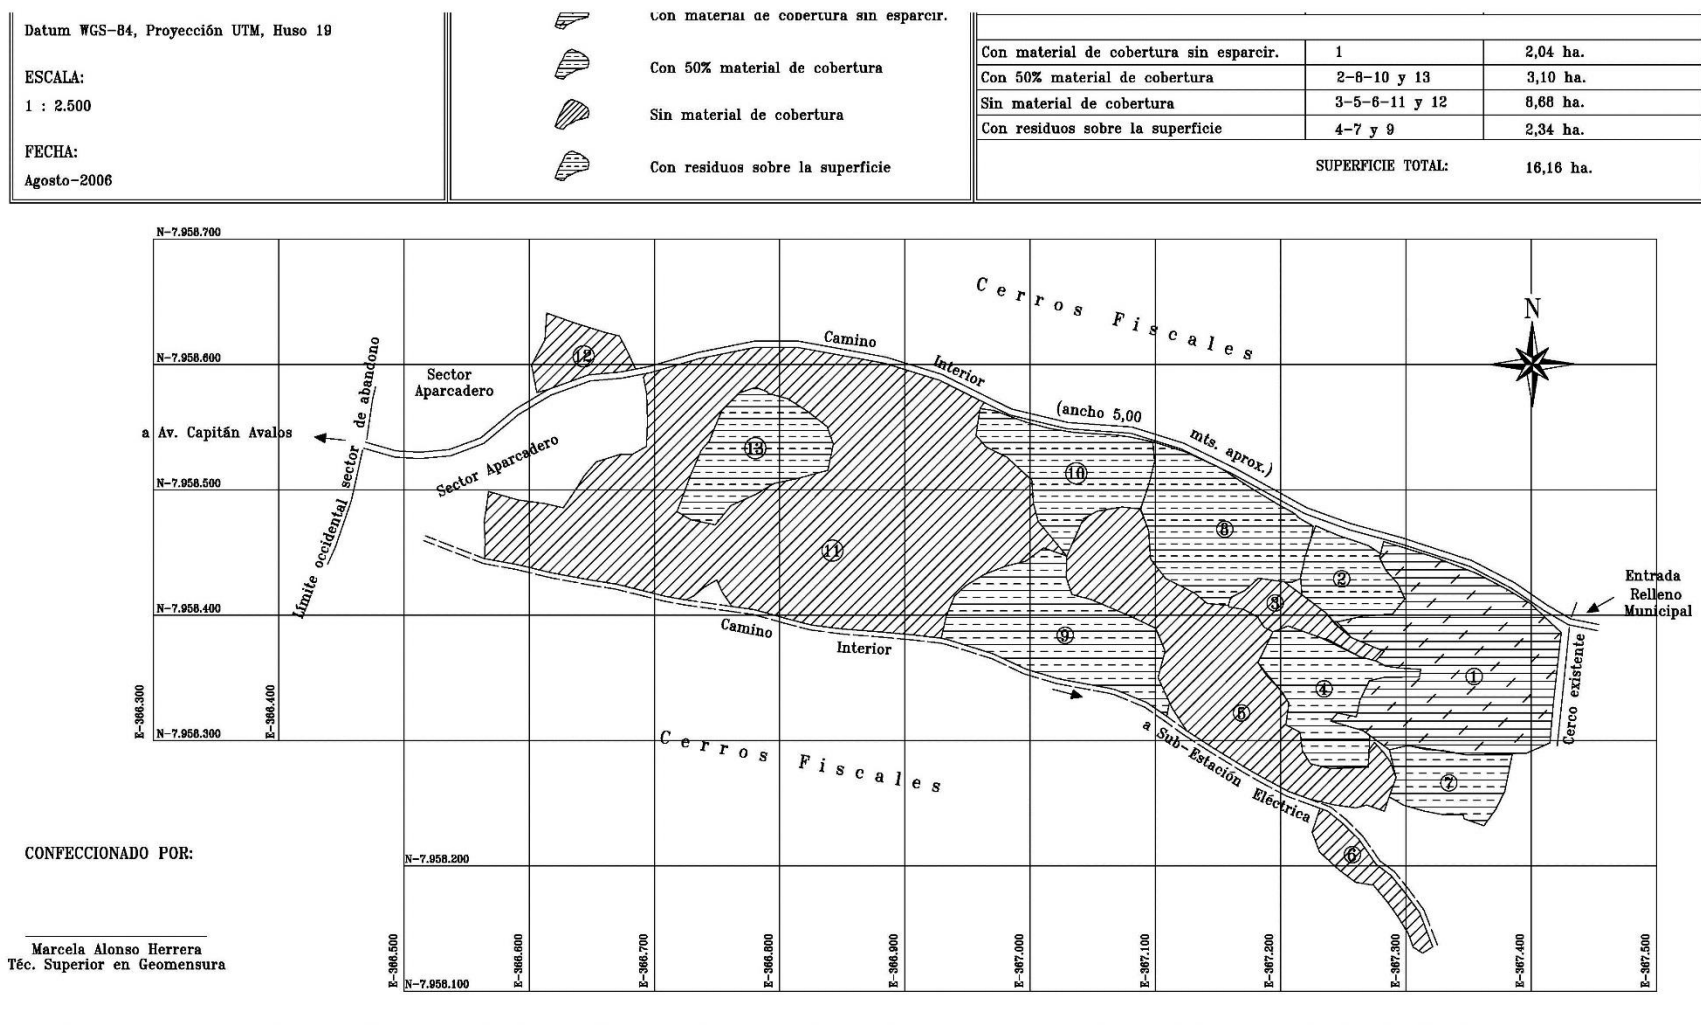 Datum WGS-84, Proyección UTM, Huso 19
ESCALA:
1 : 2.500
FECHA:
Agosto-2006
Con material de cobertura sin esparcir.
Con 50% material de cobertura
Sin material de cobertura
Con residuos sobre la superficie
Con material de cobertura sin esparcir. 1 2,04 ha.
Con 50% material de cobertura 2-8-10 y 13 3,10 ha.
Sin material de cobertura 3-5-6-11 y 12 8,68 ha.
Con residuos sobre la superficie 4-7 y 9 2,34 ha.
SUPERFICIE TOTAL: 16,16 ha.
N-7.958.700
N-7.958.600
N-7.958.500
N-7.958.400
N-7.958.300
N-7.958.200
N-7.958.100
Cerros Fiscales
N
Camino
Interior
(ancho 5,00
mts. aprox.)
Sector
Aparcadero
a Av. Capitán Avalos
Sector Aparcadero
Límite occidental sector de abandono
12
13
10
8
11
2
3
9
4
1
5
7
6
Entrada
Relleno
Municipal
Cerco existente
Camino
Interior
a Sub-Estación Eléctrica
Cerros Fiscales
E-366.300
E-366.400
E-366.500
E-366.600
E-366.700
E-366.800
E-366.900
E-367.000
E-367.100
E-367.200
E-367.300
E-367.400
E-367.500
CONFECCIONADO POR:
Marcela Alonso Herrera
Téc. Superior en Geomensura